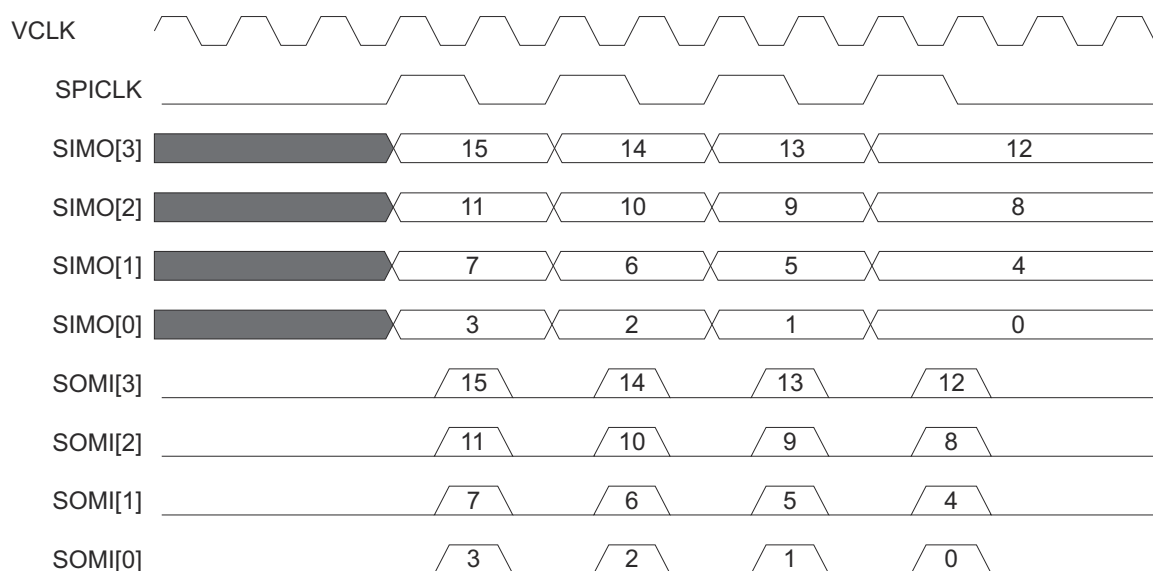 VCLK
SPICLK
SIMO[3] 15 14 13 12
SIMO[2] 11 10 9 8
SIMO[1] 7 6 5 4
SIMO[0] 3 2 1 0
SOMI[3] 15 14 13 12
SOMI[2] 11 10 9 8
SOMI[1] 7 6 5 4
SOMI[0] 3 2 1 0